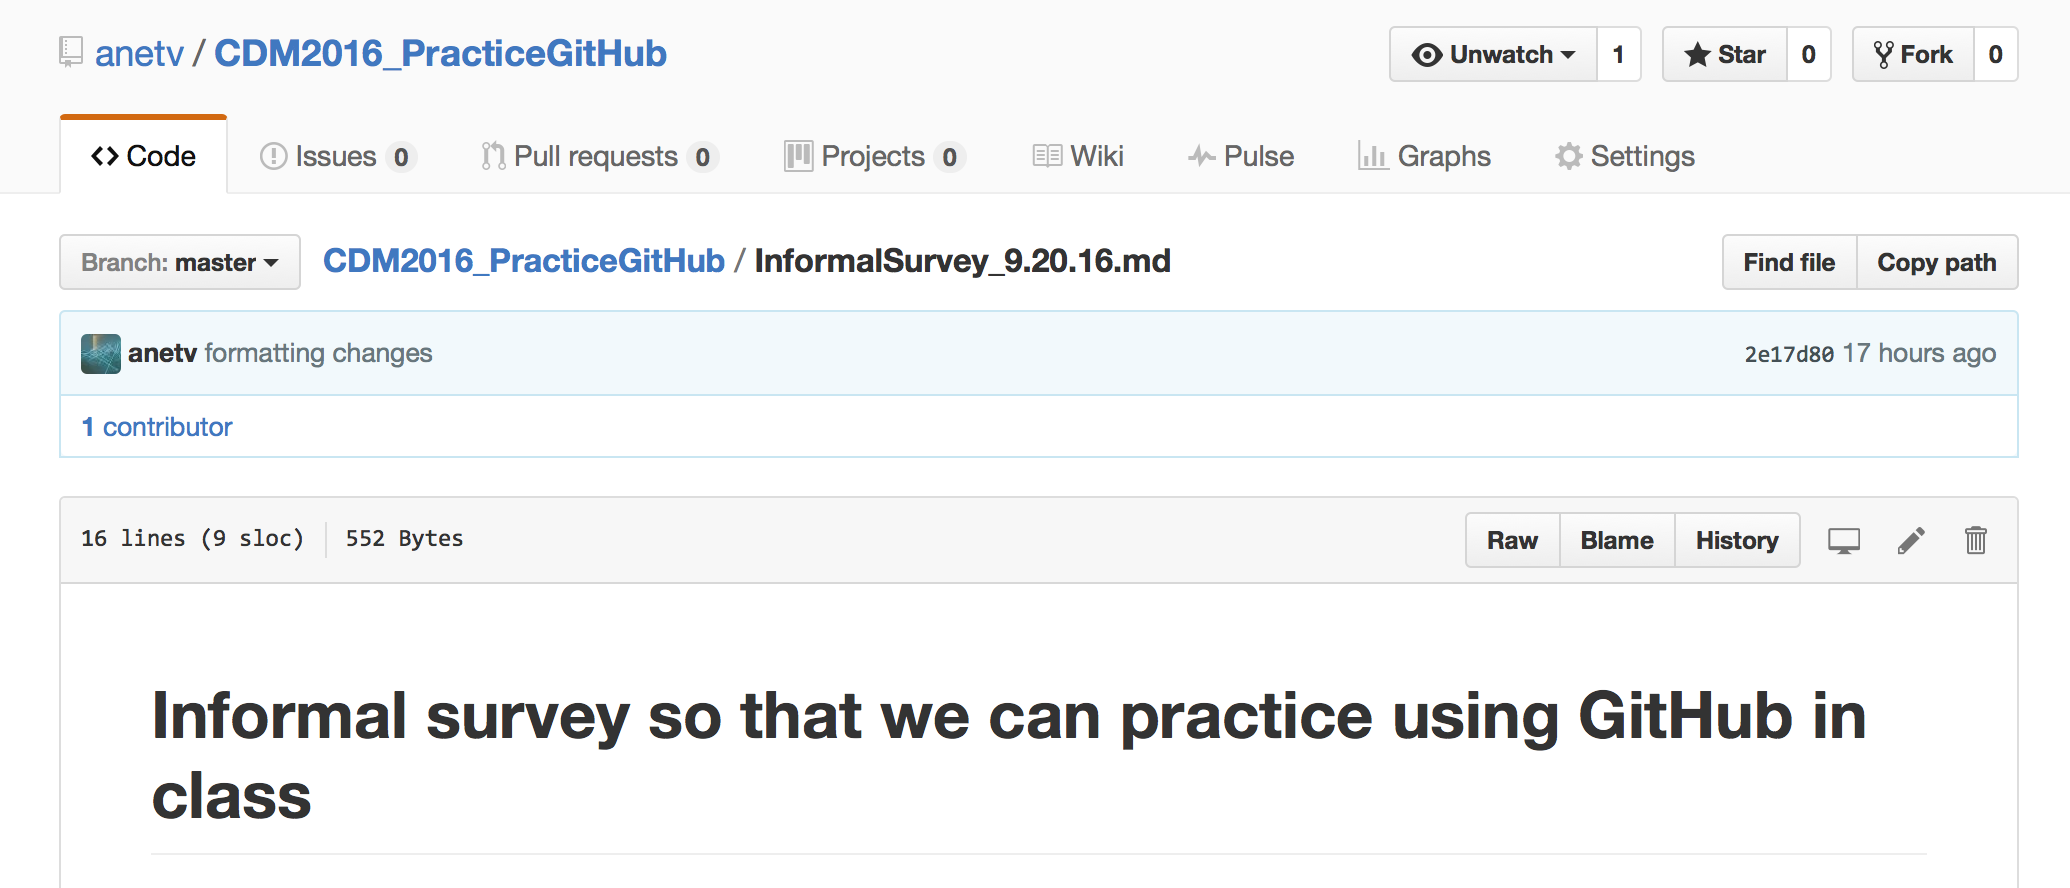 anetv / CDM2016_PracticeGitHub Unwatch 1 Star 0 Fork 0
Code Issues 0 Pull requests 0 Projects 0 Wiki Pulse Graphs Settings
Branch: master CDM2016_PracticeGitHub / InformalSurvey_9.20.16.md Find file Copy path
anetv formatting changes 2e17d80 17 hours ago
1 contributor
16 lines (9 sloc) 552 Bytes Raw Blame History
Informal survey so that we can practice using GitHub in
class